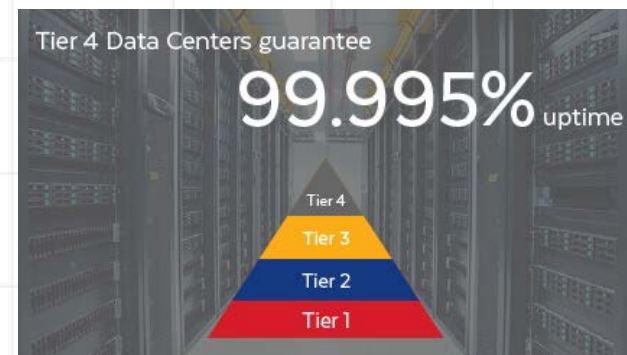 Tier 4 Data Centers guarantee
99.995% uptime
Tier 4
Tier 3
Tier 2
Tier 1